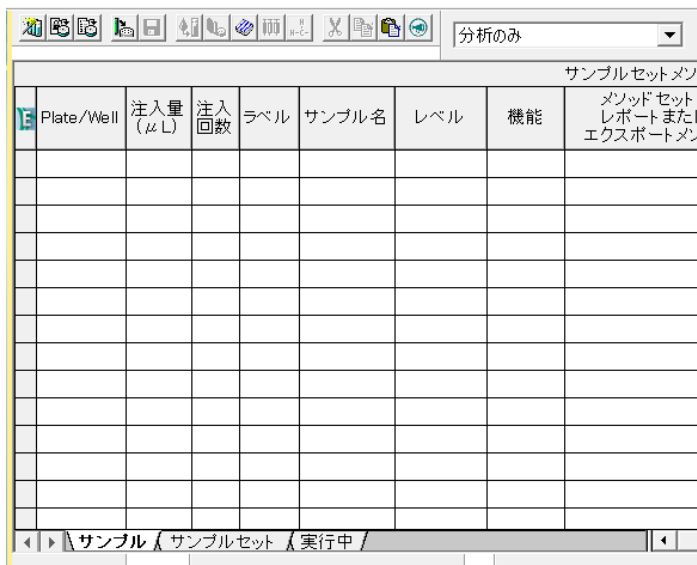 分析のみ
サンプルセットメソ
Plate/Well
注入量
(μL)
注入
回数
ラベル
サンプル名
レベル
機能
メソッドセット
レポートまた
エクスポートメソ
サンプル
サンプルセット
実行中